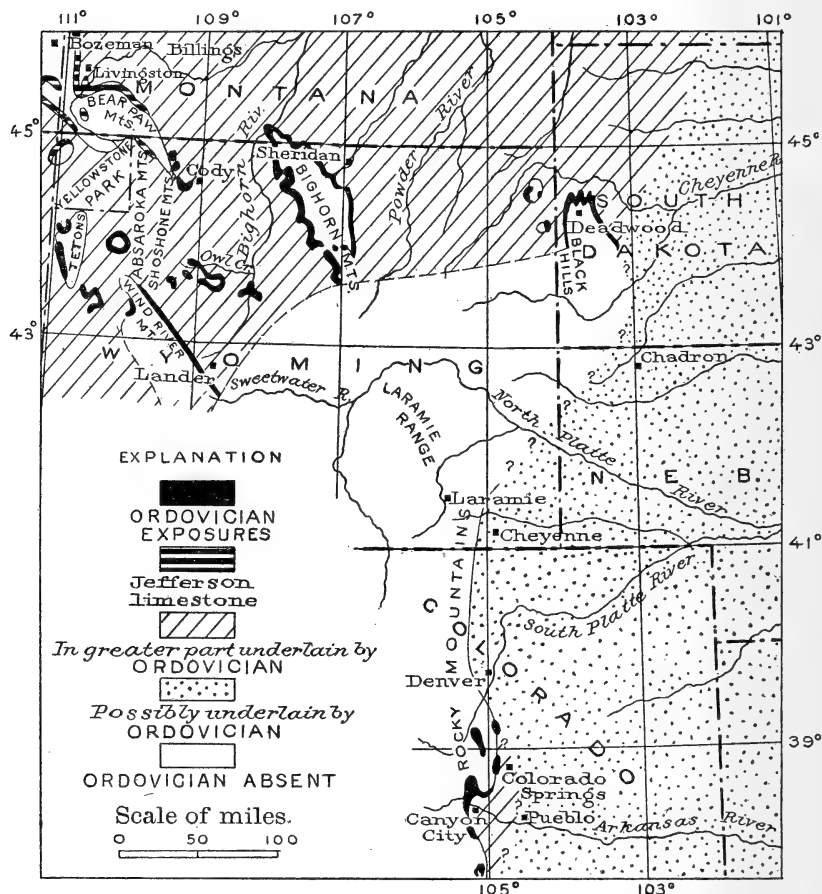 111° 109° 107° 105° 103° 101°
Bozeman
Billings
Livingston
MONTANA
BEAR PAW
Mts.
45°
45°
YELLOWSTONE
PARK
ABSAROKA MTS
SHOSHONE MTS.
Cody
Bighorn Riv.
Sheridan
BIGHORN MTS
Powder River
Cheyenne R.
SOUTH
DAKOTA
Deadwood
BLACK
HILLS
TETONS
Owl Cr.
WIND RIVER
MT.
43°
43°
WYOMING
Lander
Sweetwater R.
Chadron
?
?
?
?
LARAMIE
RANGE
North Platte
River
NEB
Laramie
Cheyenne
41°
ROCKY MOUNTAINS
South Platte River
COLORADO
Denver
39°
?
Colorado
Springs
Canyon
City
Pueblo
Arkansas River
?
?
105° 103°
EXPLANATION
ORDOVICIAN
EXPOSURES
Jefferson
limestone
In greater part underlain by
ORDOVICIAN
Possibly underlain by
ORDOVICIAN
ORDOVICIAN ABSENT
Scale of miles.
0 50 100